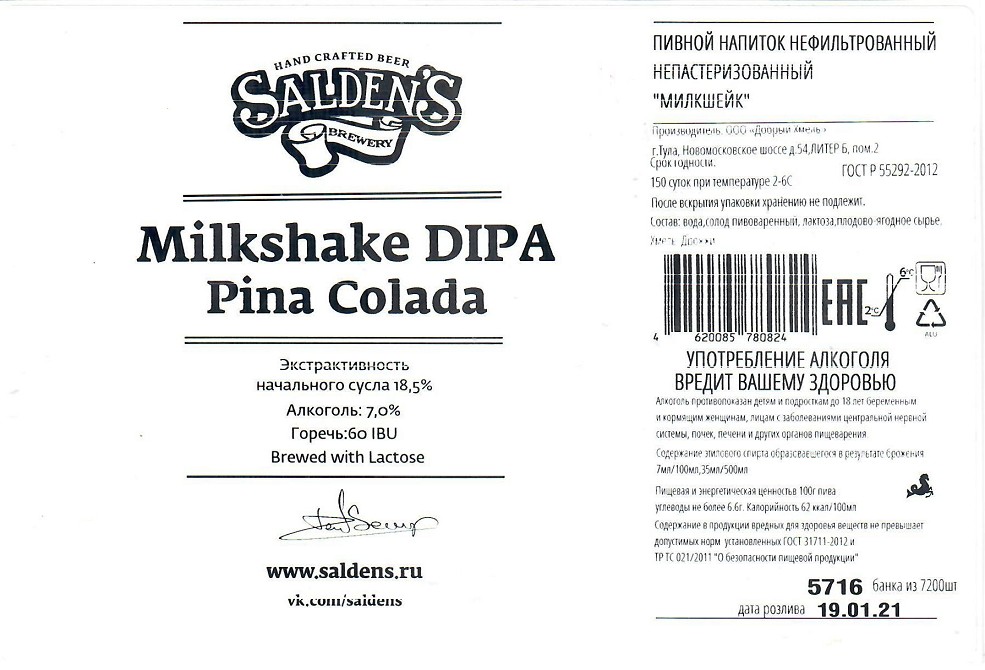 HAND CRAFTED BEER
SALDEN'S
BREWERY
Milkshake DIPA
Pina Colada
Экстрактивность
начального сусла 18,5%
Алкоголь: 7,0%
Горечь:60 IBU
Brewed with Lactose
www.saldens.ru
vk.com/saldens
ПИВНОЙ НАПИТОК НЕФИЛЬТРОВАННЫЙ
НЕПАСТЕРИЗОВАННЫЙ
"МИЛКШЕЙК"
Производитель: ООО «Добрый Хмель»
г.Тула, Новомосковское шоссе д.54,ЛИТЕР Б, пом.2
Срок годности:
ГОСТ Р 55292-2012
150 суток при температуре 2-6С
После вскрытия упаковки хранению не подлежит.
Состав: вода,солод пивоваренный, лактоза,плодово-ягодное сырье.
Хмель. Дрожжи
4 620085 780824
EAC
6°C
2°C
ALU
УПОТРЕБЛЕНИЕ АЛКОГОЛЯ
ВРЕДИТ ВАШЕМУ ЗДОРОВЬЮ
Алкоголь противопоказан детям и подросткам до 18 лет беременным
и кормящим женщинам, лицам с заболеваниями центральной нервной
системы, почек, печени и других органов пищеварения
Содержание этилового спирта образовавшегося в результате брожения
7мл/100мл,35мл/500мл
Пищевая и энергетическая ценностьв 100г пива
углеводы не более 6.6г. Калорийность 62 ккал/100мл
Содержание в продукции вредных для здоровья веществ не превышает
допустимых норм установленных ГОСТ 31711-2012 и
ТР ТС 021/2011 "О безопасности пищевой продукции"
5716 банка из 7200шт
дата розлива 19.01.21